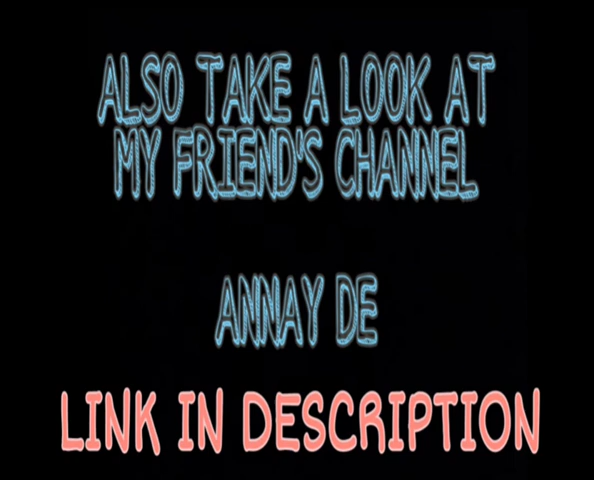 ALSO TAKE A LOOK AT
MY FRIEND'S CHANNEL
ANNAY DE
LINK IN DESCRIPTION